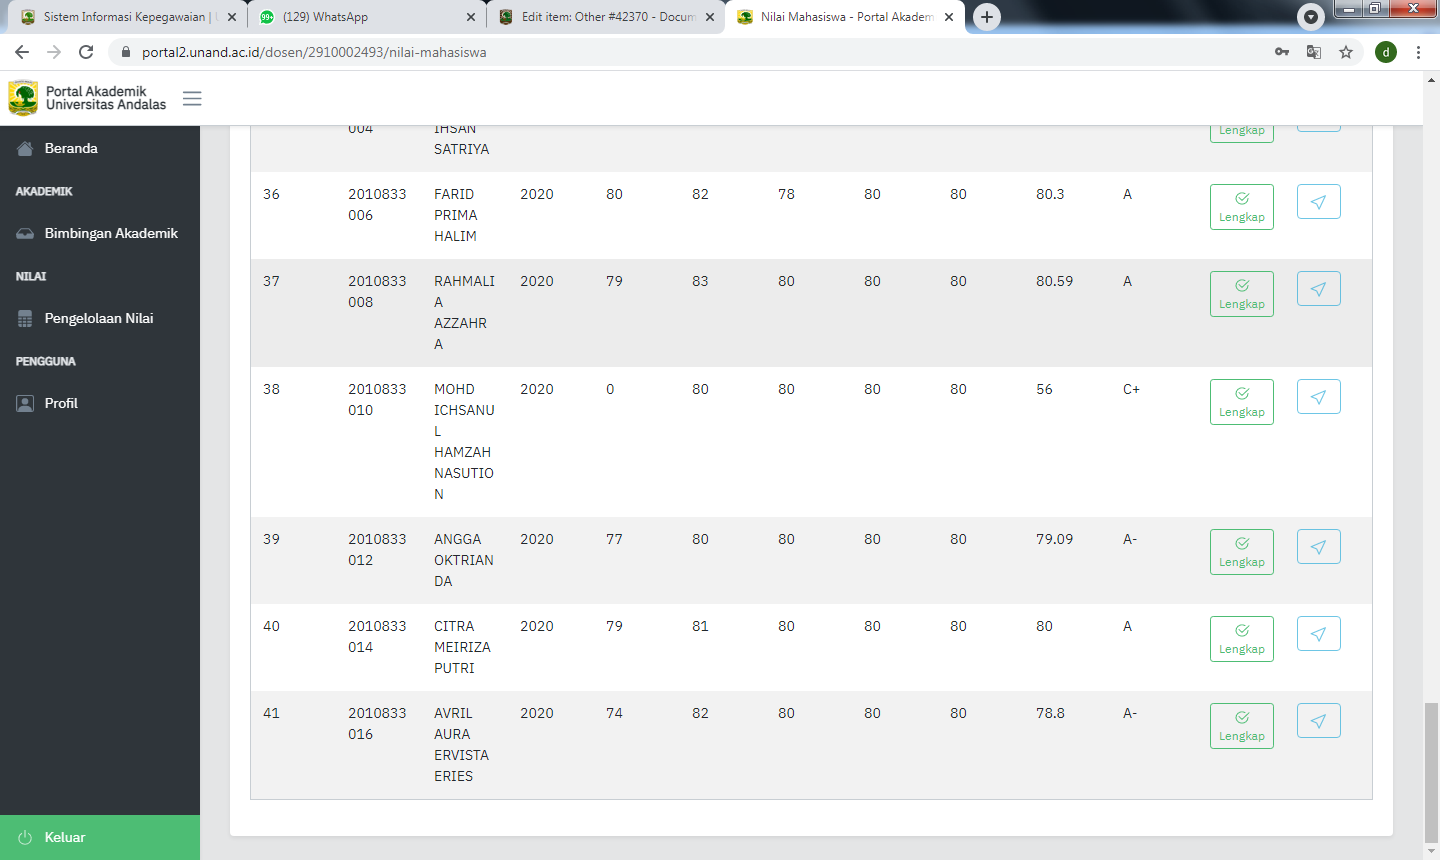 Sistem Informasi Kepegawaian |
(129) WhatsApp
Edit item: Other #42370 - Docum
Nilai Mahasiswa - Portal Akadem
portal2.unand.ac.id/dosen/2910002493/nilai-mahasiswa
d
Portal Akademik
Universitas Andalas
Beranda
AKADEMIK
Bimbingan Akademik
NILAI
Pengelolaan Nilai
PENGGUNA
Profil
Keluar
004 IHSAN Lengkap
SATRIYA
36 2010833 FARID 2020 80 82 78 80 80 80.3 A
006 PRIMA Lengkap
HALIM
37 2010833 RAHMALI 2020 79 83 80 80 80 80.59 A
008 A Lengkap
AZZAHR
A
38 2010833 MOHD 2020 0 80 80 80 80 56 C+
010 ICHSANU Lengkap
L
HAMZAH
NASUTIO
N
39 2010833 ANGGA 2020 77 80 80 80 80 79.09 A-
012 OKTRIAN Lengkap
DA
40 2010833 CITRA 2020 79 81 80 80 80 80 A
014 MEIRIZA Lengkap
PUTRI
41 2010833 AVRIL 2020 74 82 80 80 80 78.8 A-
016 AURA Lengkap
ERVISTA
ERIES